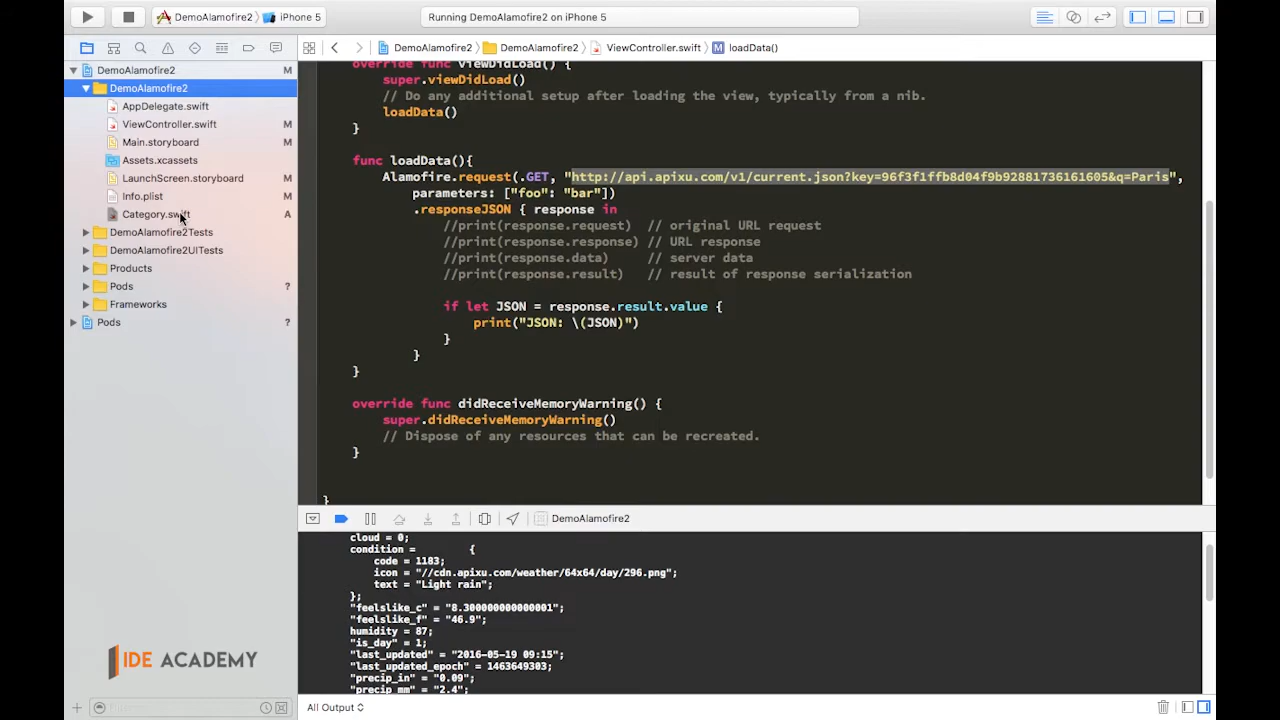 DemoAlamofire2 iPhone 5
Running DemoAlamofire2 on iPhone 5
DemoAlamofire2 DemoAlamofire2 ViewController.swift M loadData()
DemoAlamofire2 M
DemoAlamofire2
AppDelegate.swift
ViewController.swift M
Main.storyboard M
Assets.xcassets
LaunchScreen.storyboard M
Info.plist M
Category.swift A
DemoAlamofire2Tests
DemoAlamofire2UITests
Products
Pods ?
Frameworks
Pods ?
override func viewDidLoad() {
super.viewDidLoad()
// Do any additional setup after loading the view, typically from a nib.
loadData()
}
func loadData(){
Alamofire.request(.GET, "http://api.apixu.com/v1/current.json?key=96f3f1ffb8d04f9b92881736161605&q=Paris",
parameters: ["foo": "bar"])
.responseJSON { response in
//print(response.request) // original URL request
//print(response.response) // URL response
//print(response.data) // server data
//print(response.result) // result of response serialization
if let JSON = response.result.value {
print("JSON: \(JSON)")
}
}
}
override func didReceiveMemoryWarning() {
super.didReceiveMemoryWarning()
// Dispose of any resources that can be recreated.
}
}
DemoAlamofire2
cloud = 0;
condition = {
code = 1183;
icon = "//cdn.apixu.com/weather/64x64/day/296.png";
text = "Light rain";
};
"feelslike_c" = "8.300000000000001";
"feelslike_f" = "46.9";
humidity = 87;
"is_day" = 1;
"last_updated" = "2016-05-19 09:15";
"last_updated_epoch" = 1463649303;
"precip_in" = "0.09";
"precip_mm" = "2.4";
IDE ACADEMY
All Output